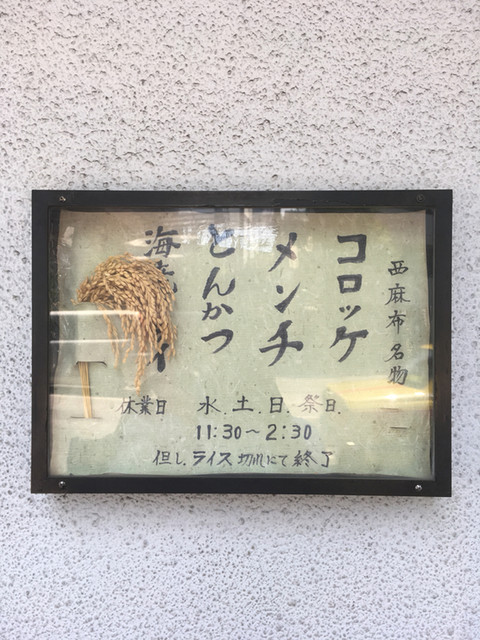 西麻布名物
コロッケ
メンチ
とんかつ
海老
休業日 水.土.日.祭日.
11:30～2:30
但し.ライス切れにて終了